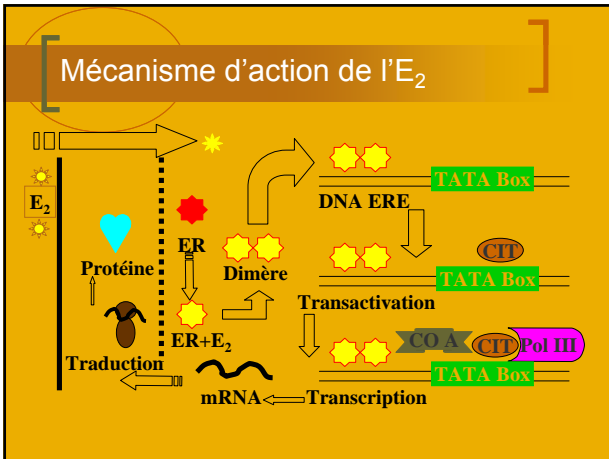 Mécanisme d'action de l'E₂
E₂
ER
Protéine
Dimère
ER+E₂
Traduction
mRNA
Transcription
DNA ERE
TATA Box
CIT
TATA Box
Transactivation
CO A
CIT
Pol III
TATA Box